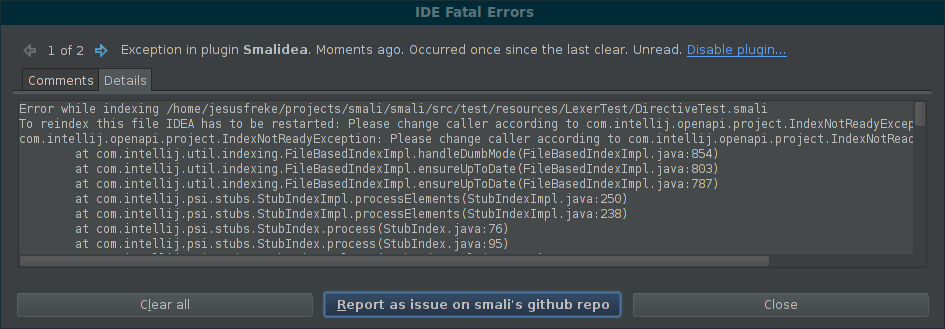 IDE Fatal Errors
1 of 2 Exception in plugin Smalidea. Moments ago. Occurred once since the last clear. Unread. Disable plugin...
Comments Details
Error while indexing /home/jesusfreke/projects/smali/smali/src/test/resources/LexerTest/DirectiveTest.smali
To reindex this file IDEA has to be restarted: Please change caller according to com.intellij.openapi.project.IndexNotReadyExcep
com.intellij.openapi.project.IndexNotReadyException: Please change caller according to com.intellij.openapi.project.IndexNotRead
at com.intellij.util.indexing.FileBasedIndexImpl.handleDumbMode(FileBasedIndexImpl.java:854)
at com.intellij.util.indexing.FileBasedIndexImpl.ensureUpToDate(FileBasedIndexImpl.java:803)
at com.intellij.util.indexing.FileBasedIndexImpl.ensureUpToDate(FileBasedIndexImpl.java:787)
at com.intellij.psi.stubs.StubIndexImpl.processElements(StubIndexImpl.java:250)
at com.intellij.psi.stubs.StubIndexImpl.processElements(StubIndexImpl.java:238)
at com.intellij.psi.stubs.StubIndex.process(StubIndex.java:76)
at com.intellij.psi.stubs.StubIndex.process(StubIndex.java:95)
Clear all Report as issue on smali's github repo Close